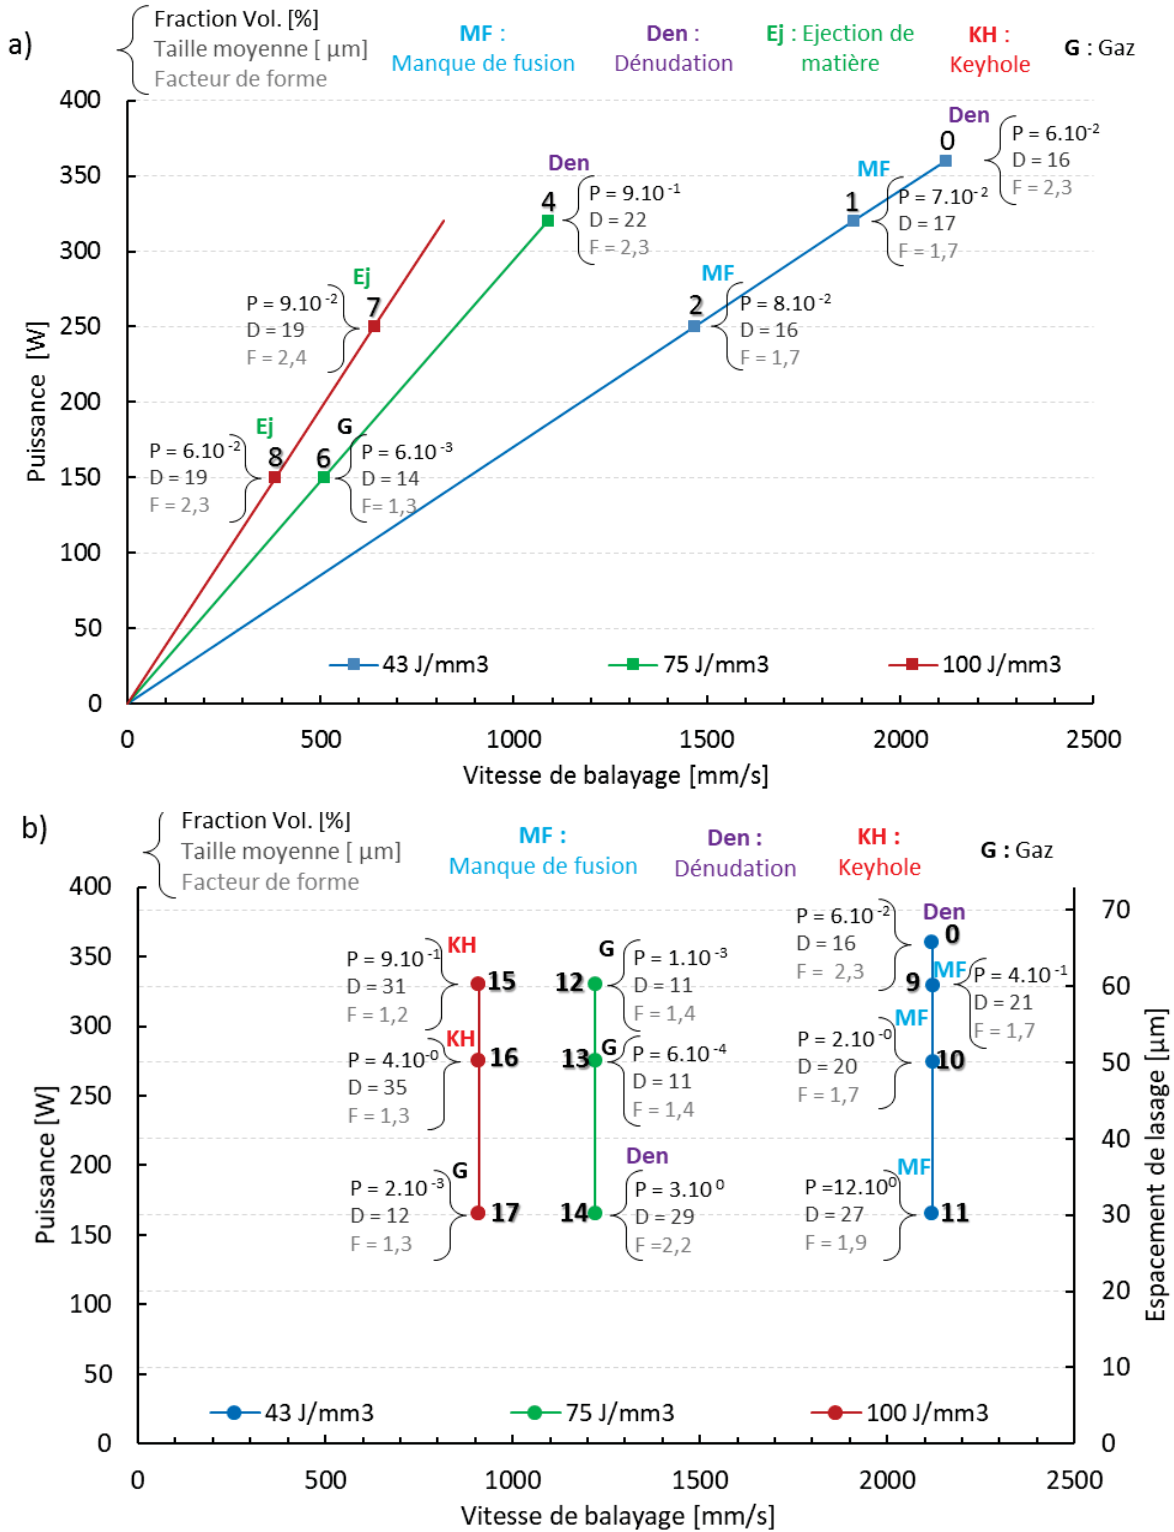 a)
Fraction Vol. [%]
Taille moyenne [ µm]
Facteur de forme
MF :
Manque de fusion
Den :
Dénudation
Ej : Ejection de
matière
KH :
Keyhole
G : Gaz
400
350
300
250
200
150
100
50
0
Puissance [W]
Den
0
P = 6.10 -2
D = 16
F = 2,3
MF
1
P = 7.10 -2
D = 17
F = 1,7
Den
4
P = 9.10 -1
D = 22
F = 2,3
MF
2
P = 8.10 -2
D = 16
F = 1,7
Ej
7
P = 9.10 -2
D = 19
F = 2,4
Ej
8
P = 6.10 -2
D = 19
F = 2,3
G
6
P = 6.10 -3
D = 14
F= 1,3
43 J/mm3
75 J/mm3
100 J/mm3
0
500
1000
1500
2000
2500
Vitesse de balayage [mm/s]
b)
Fraction Vol. [%]
Taille moyenne [ µm]
Facteur de forme
MF :
Manque de fusion
Den :
Dénudation
KH :
Keyhole
G : Gaz
400
350
300
250
200
150
100
50
0
Puissance [W]
70
60
50
40
30
20
10
0
Espacement de lasage [µm]
P = 6.10 -2
D = 16
F = 2,3
Den
0
KH
15
P = 9.10 -1
D = 31
F = 1,2
G
12
P = 1.10 -3
D = 11
F = 1,4
9
MF
P = 4.10 -1
D = 21
F = 1,7
KH
16
P = 4.10 -0
D = 35
F = 1,3
G
13
P = 6.10 -4
D = 11
F = 1,4
MF
10
P = 2.10 -0
D = 20
F = 1,7
G
17
P = 2.10 -3
D = 12
F = 1,3
Den
14
P = 3.10 0
D = 29
F =2,2
MF
11
P =12.10 0
D = 27
F = 1,9
43 J/mm3
75 J/mm3
100 J/mm3
0
500
1000
1500
2000
2500
Vitesse de balayage [mm/s]